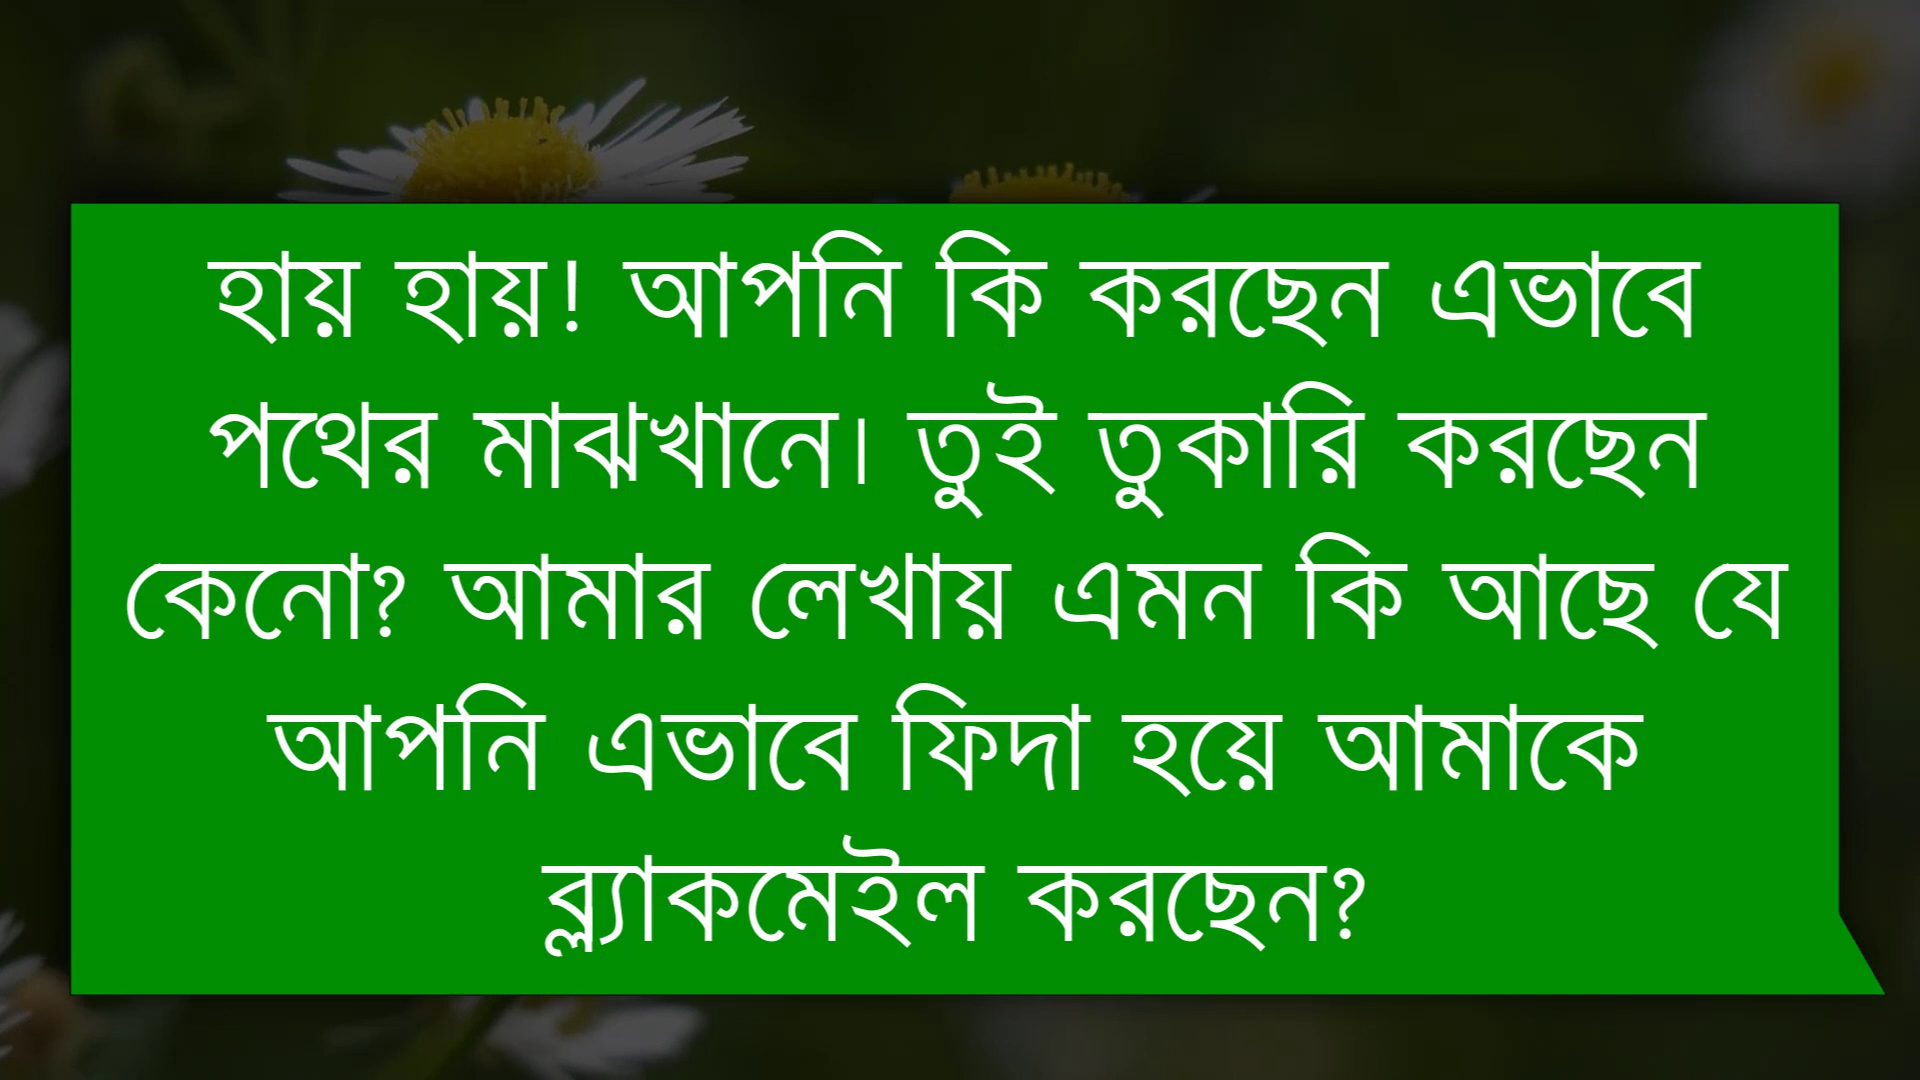 হায় হায়! আপনি কি করছেন এভাবে
পথের মাঝখানে। তুই তুকারি করছেন
কেনো? আমার লেখায় এমন কি আছে যে
আপনি এভাবে ফিদা হয়ে আমাকে
ব্ল্যাকমেইল করছেন?